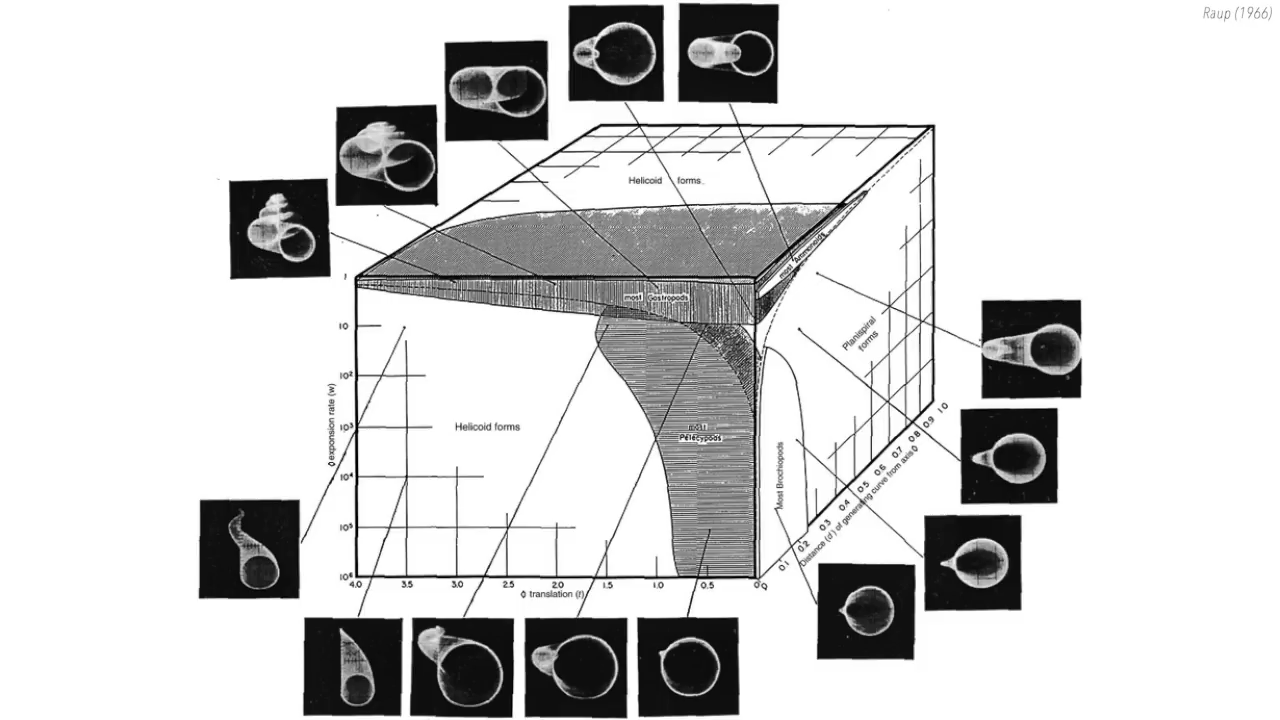 Raup (1966)
Helicoid forms
most Ammonoids
1
most Gastropods
10
Planispiral
forms
10²
expansion rate (w)
10³
Helicoid forms
most
Pelecypods
10⁴
Most Brachiopods
10⁵
10⁶
4.0 3.5 3.0 2.5 2.0 1.5 1.0 0.5 0
translation (t)
0 0.1 0.2 0.3 0.4 0.5 0.6 0.7 0.8 0.9 1.0
Distance (d) of generating curve from axis